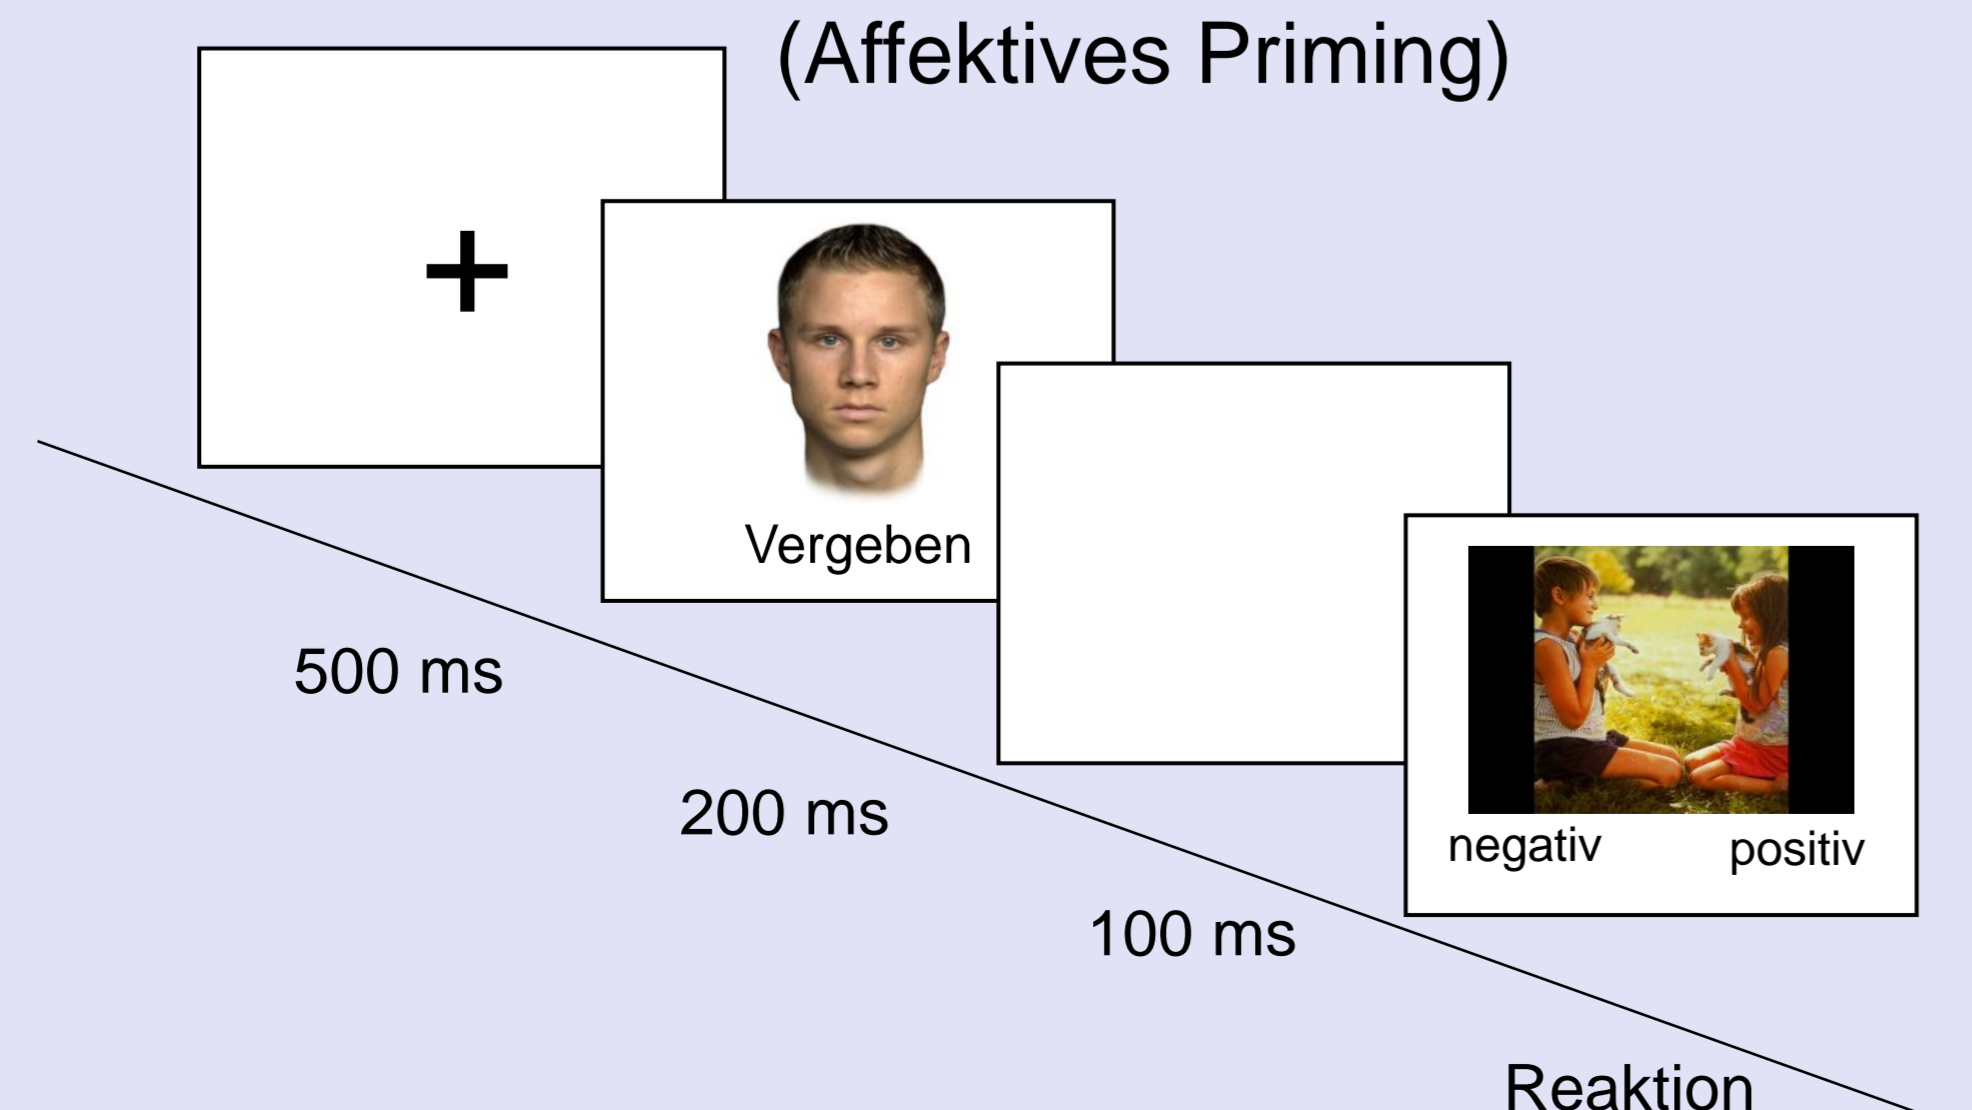 (Affektives Priming)
+
Vergeben
negativ positiv
500 ms
200 ms
100 ms
Reaktion